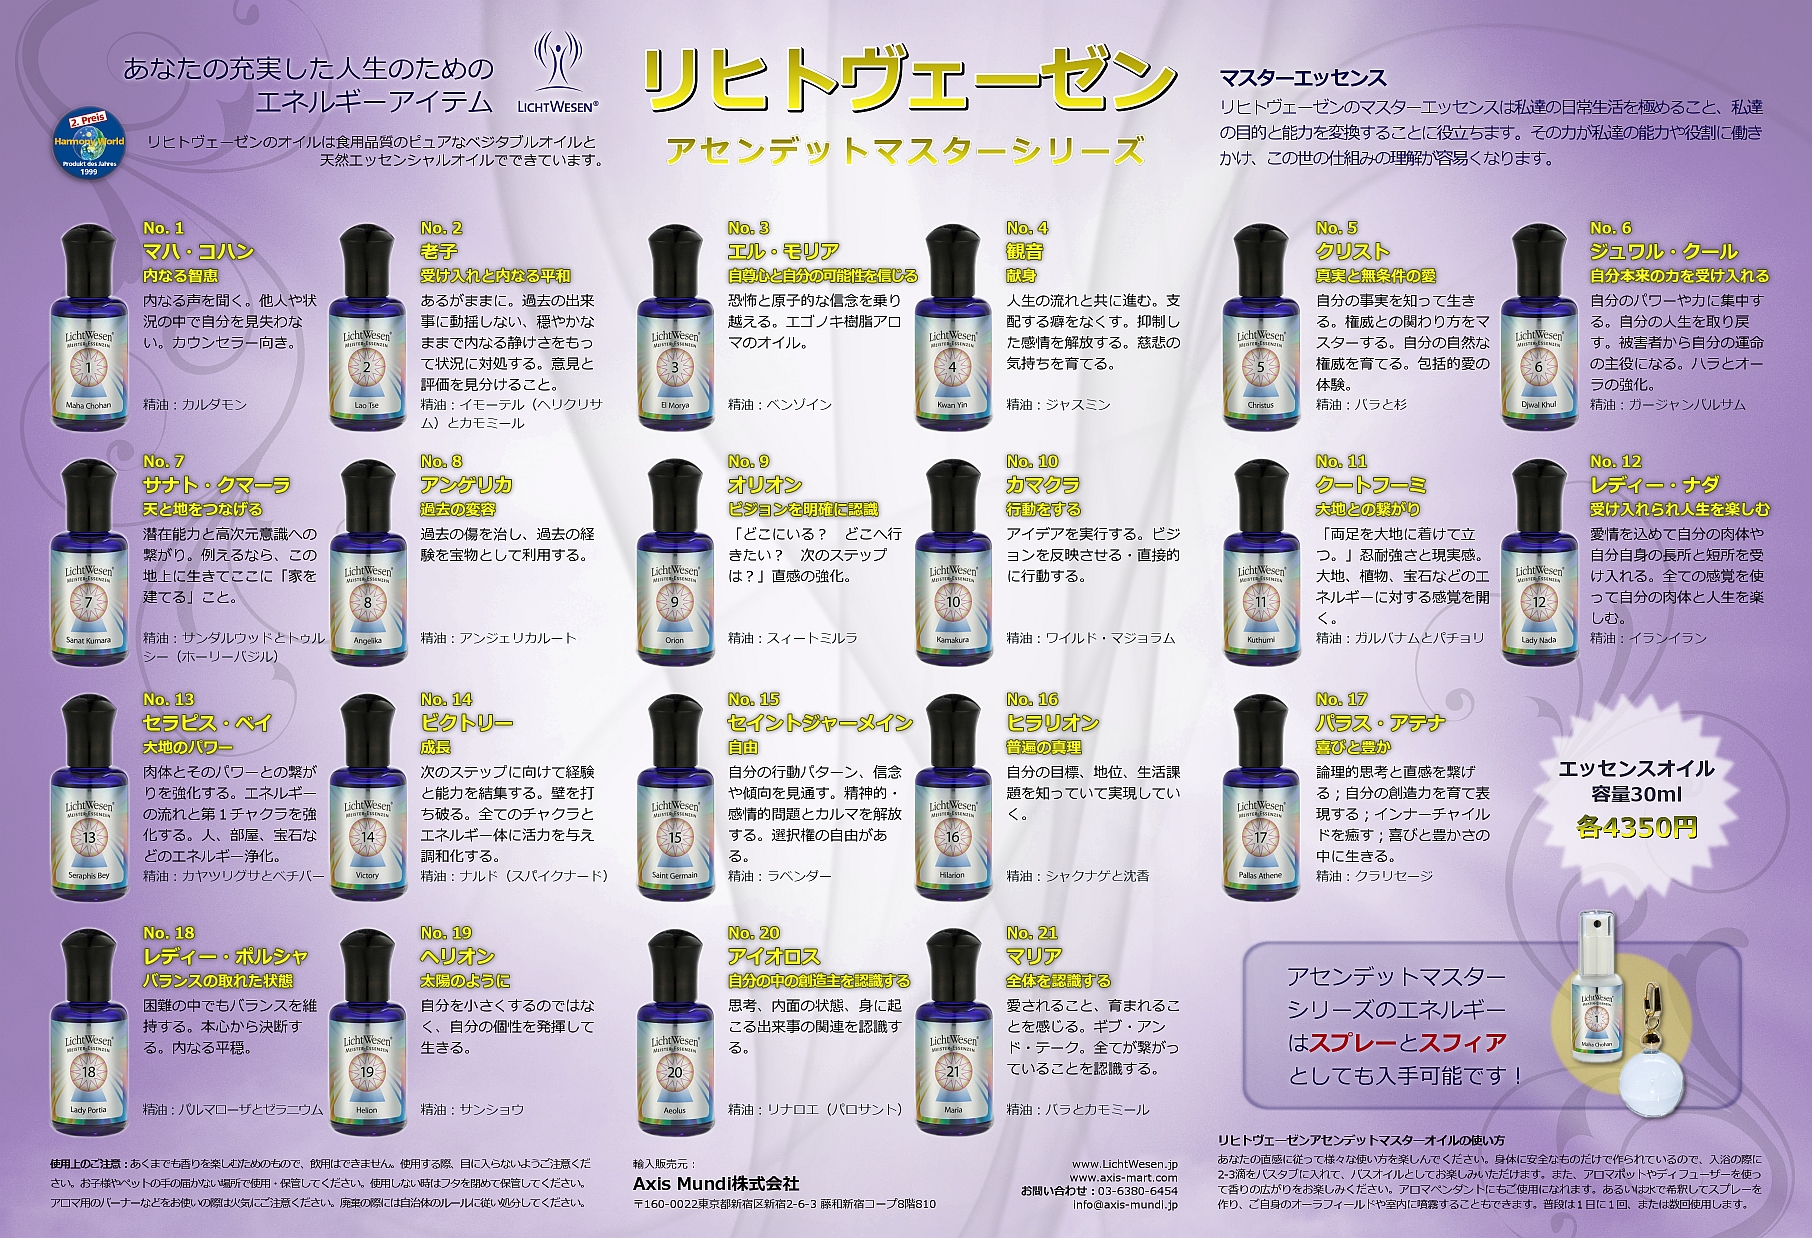 あなたの充実した人生のための
エネルギーアイテム
LICHTWESEN®
2. Preis
Harmony World
Produkt des Jahres
1999
リヒトヴェーゼンのオイルは食用品質のピュアなベジタブルオイルと
天然エッセンシャルオイルでできています。
リヒトヴェーゼン
アセンデットマスターシリーズ
マスターエッセンス
リヒトヴェーゼンのマスターエッセンスは私達の日常生活を極めること、私達
の目的と能力を変換することに役立ちます。その力が私達の能力や役割に働き
かけ、この世の仕組みの理解が容易くなります。
LichtWesen®
MEISTER-ESSENZEN
1
Maha Chohan
No. 1
マハ・コハン
内なる智恵
内なる声を聞く。他人や状
況の中で自分を見失わな
い。カウンセラー向き。
精油：カルダモン
LichtWesen®
MEISTER-ESSENZEN
2
Lao Tse
No. 2
老子
受け入れと内なる平和
あるがままに。過去の出来
事に動揺しない、穏やかな
ままで内なる静けさをもっ
て状況に対処する。意見と
評価を見分けること。
精油：イモーテル（ヘリクリサ
ム）とカモミール
LichtWesen®
MEISTER-ESSENZEN
3
El Morya
No. 3
エル・モリア
自尊心と自分の可能性を信じる
恐怖と原子的な信念を乗り
越える。エゴノキ樹脂アロ
マのオイル。
精油：ベンゾイン
LichtWesen®
MEISTER-ESSENZEN
4
Kwan Yin
No. 4
観音
献身
人生の流れと共に進む。支
配する癖をなくす。抑制し
た感情を解放する。慈悲の
気持ちを育てる。
精油：ジャスミン
LichtWesen®
MEISTER-ESSENZEN
5
Christus
No. 5
クリスト
真実と無条件の愛
自分の事実を知って生き
る。権威との関わり方をマ
スターする。自分の自然な
権威を育てる。包括的愛の
体験。
精油：バラと杉
LichtWesen®
MEISTER-ESSENZEN
6
Djwal Khul
No. 6
ジュワル・クール
自分本来の力を受け入れる
自分のパワーや力に集中す
る。自分の人生を取り戻
す。被害者から自分の運命
の主役になる。ハラとオー
ラの強化。
精油：ガージャンバルサム
LichtWesen®
MEISTER-ESSENZEN
7
Sanat Kumara
No. 7
サナト・クマーラ
天と地をつなげる
潜在能力と高次元意識への
繋がり。例えるなら、この
地上に生きてここに「家を
建てる」こと。
精油：サンダルウッドとトゥル
シー（ホーリーバジル）
LichtWesen®
MEISTER-ESSENZEN
8
Angelika
No. 8
アンゲリカ
過去の変容
過去の傷を治し、過去の経
験を宝物として利用する。
精油：アンジェリカルート
LichtWesen®
MEISTER-ESSENZEN
9
Orion
No. 9
オリオン
ビジョンを明確に認識
「どこにいる？　どこへ行
きたい？　次のステップ
は？」直感の強化。
精油：スィートミルラ
LichtWesen®
MEISTER-ESSENZEN
10
Kamakura
No. 10
カマクラ
行動をする
アイデアを実行する。ビジ
ョンを反映させる・直接的
に行動する。
精油：ワイルド・マジョラム
LichtWesen®
MEISTER-ESSENZEN
11
Kuthumi
No. 11
クートフーミ
大地との繋がり
「両足を大地に着けて立
つ。」忍耐強さと現実感。
大地、植物、宝石などのエ
ネルギーに対する感覚を開
く。
精油：ガルバナムとパチョリ
LichtWesen®
MEISTER-ESSENZEN
12
Lady Nada
No. 12
レディー・ナダ
受け入れられ人生を楽しむ
愛情を込めて自分の肉体や
自分自身の長所と短所を受
け入れる。全ての感覚を使
って自分の肉体と人生を楽
しむ。
精油：イランイラン
LichtWesen®
MEISTER-ESSENZEN
13
Seraphis Bey
No. 13
セラピス・ベイ
大地のパワー
肉体とそのパワーとの繋が
りを強化する。エネルギー
の流れと第１チャクラを強
化する。人、部屋、宝石な
どのエネルギー浄化。
精油：カヤツリグサとベチバー
LichtWesen®
MEISTER-ESSENZEN
14
Victory
No. 14
ビクトリー
成長
次のステップに向けて経験
と能力を結集する。壁を打
ち破る。全てのチャクラと
エネルギー体に活力を与え
調和化する。
精油：ナルド（スパイクナード）
LichtWesen®
MEISTER-ESSENZEN
15
Saint Germain
No. 15
セイントジャーメイン
自由
自分の行動パターン、信念
や傾向を見通す。精神的・
感情的問題とカルマを解放
する。選択権の自由があ
る。
精油：ラベンダー
LichtWesen®
MEISTER-ESSENZEN
16
Hilarion
No. 16
ヒラリオン
普遍の真理
自分の目標、地位、生活課
題を知っていて実現してい
く。
精油：シャクナゲと沈香
LichtWesen®
MEISTER-ESSENZEN
17
Pallas Athene
No. 17
パラス・アテナ
喜びと豊か
論理的思考と直感を繋げ
る；自分の創造力を育て表
現する；インナーチャイル
ドを癒す；喜びと豊かさの
中に生きる。
精油：クラリセージ
エッセンスオイル
容量30ml
各4350円
LichtWesen®
MEISTER-ESSENZEN
18
Lady Portia
No. 18
レディー・ポルシャ
バランスの取れた状態
困難の中でもバランスを維
持する。本心から決断す
る。内なる平穏。
精油：パルマローザとゼラニウム
LichtWesen®
MEISTER-ESSENZEN
19
Helion
No. 19
ヘリオン
太陽のように
自分を小さくするのではな
く、自分の個性を発揮して
生きる。
精油：サンショウ
LichtWesen®
MEISTER-ESSENZEN
20
Aeolus
No. 20
アイオロス
自分の中の創造主を認識する
思考、内面の状態、身に起
こる出来事の関連を認識す
る。
精油：リナロエ（パロサント）
LichtWesen®
MEISTER-ESSENZEN
21
Maria
No. 21
マリア
全体を認識する
愛されること、育まれるこ
とを感じる。ギブ・アン
ド・テーク。全てが繋がっ
ていることを認識する。
精油：バラとカモミール
アセンデットマスター
シリーズのエネルギー
はスプレーとスフィア
としても入手可能です！
LichtWesen®
1
Maha Chohan
使用上のご注意：あくまでも香りを楽しむためのもので、飲用はできません。使用する際、目に入らないようご注意くだ
さい。お子様やペットの手の届かない場所で使用・保管してください。使用しない時はフタを閉めて保管してください。
アロマ用のバーナーなどをお使いの際は火気にご注意ください。廃棄の際には自治体のルールに従い処分してください。
輸入販売元：
Axis Mundi株式会社
〒160-0022東京都新宿区新宿2-6-3 藤和新宿コープ8階810
www.LichtWesen.jp
www.axis-mart.com
お問い合わせ：03-6380-6454
info@axis-mundi.jp
リヒトヴェーゼンアセンデットマスターオイルの使い方
あなたの直感に従って様々な使い方を楽しんでください。身体に安全なものだけで作られているので、入浴の際に
2-3滴をバスタブに入れて、バスオイルとしてお楽しみいただけます。また、アロマポットやディフューザーを使っ
て香りの広がりをお楽しみください。アロマペンダントにもご使用になれます。あるいは水で希釈してスプレーを
作り、ご自身のオーラフィールドや室内に噴霧することもできます。普段は１日に１回、または数回使用します。